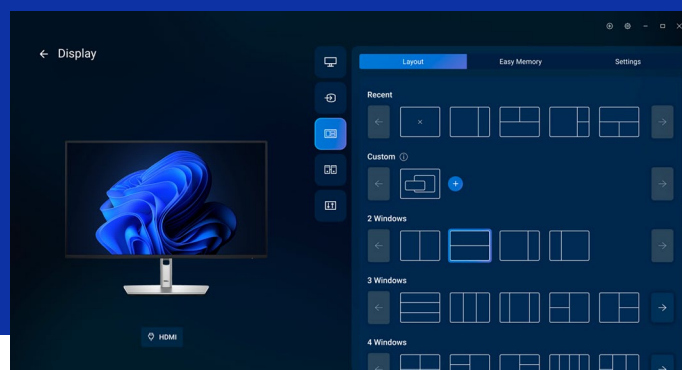 Display
Layout
Easy Memory
Settings
Recent
Custom
2 Windows
3 Windows
4 Windows
HDMI